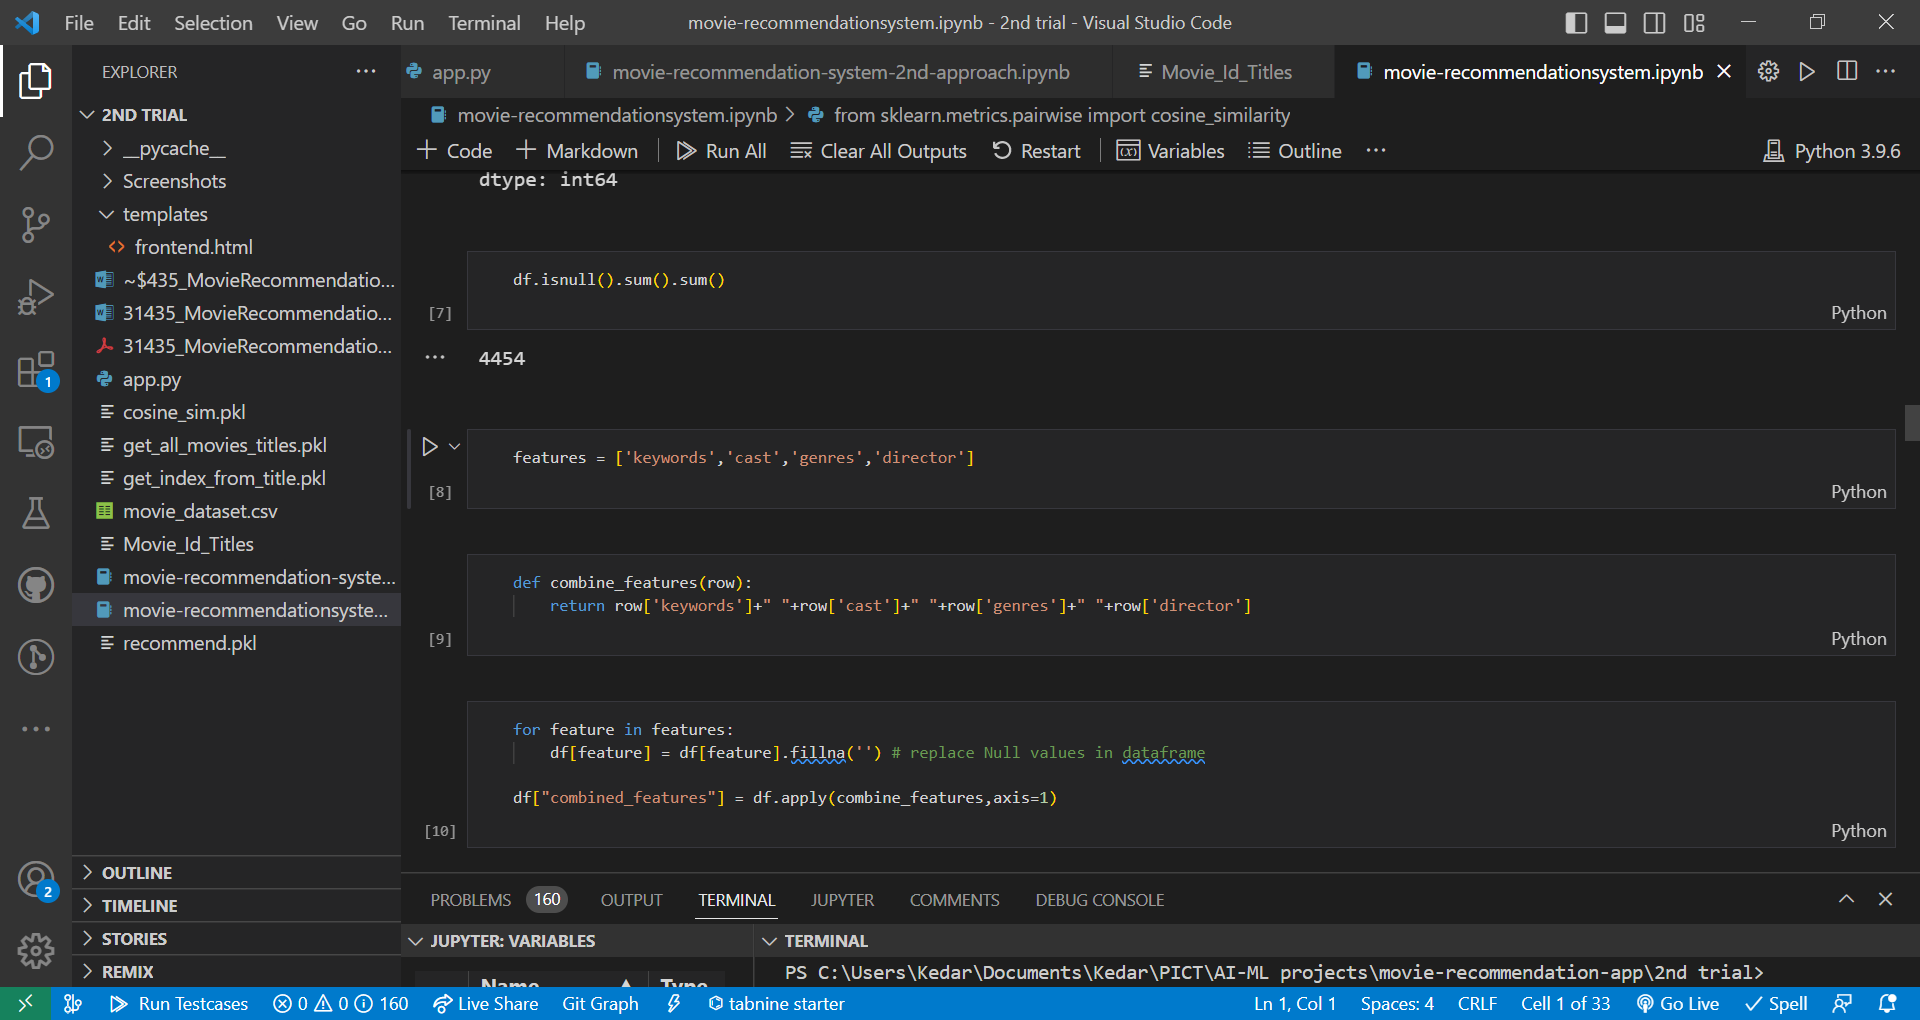 File Edit Selection View Go Run Terminal Help
movie-recommendationsystem.ipynb - 2nd trial - Visual Studio Code
EXPLORER
2ND TRIAL
__pycache__
Screenshots
templates
frontend.html
~$435_MovieRecommendatio...
31435_MovieRecommendatio...
31435_MovieRecommendatio...
app.py
cosine_sim.pkl
get_all_movies_titles.pkl
get_index_from_title.pkl
movie_dataset.csv
Movie_Id_Titles
movie-recommendation-syste...
movie-recommendationsyste...
recommend.pkl
OUTLINE
TIMELINE
STORIES
REMIX
1
2
app.py movie-recommendation-system-2nd-approach.ipynb Movie_Id_Titles movie-recommendationsystem.ipynb
movie-recommendationsystem.ipynb > from sklearn.metrics.pairwise import cosine_similarity
+ Code + Markdown Run All Clear All Outputs Restart Variables Outline ... Python 3.9.6
dtype: int64
df.isnull().sum().sum()
[7] Python
4454
features = ['keywords','cast','genres','director']
[8] Python
def combine_features(row):
return row['keywords']+" "+row['cast']+" "+row['genres']+" "+row['director']
[9] Python
for feature in features:
df[feature] = df[feature].fillna('') # replace Null values in dataframe
df["combined_features"] = df.apply(combine_features,axis=1)
[10] Python
PROBLEMS 160 OUTPUT TERMINAL JUPYTER COMMENTS DEBUG CONSOLE
JUPYTER: VARIABLES
Name Type
TERMINAL
PS C:\Users\Kedar\Documents\Kedar\PICT\AI-ML projects\movie-recommendation-app\2nd trial>
Run Testcases 0 0 160 Live Share Git Graph tabnine starter Ln 1, Col 1 Spaces: 4 CRLF Cell 1 of 33 Go Live Spell